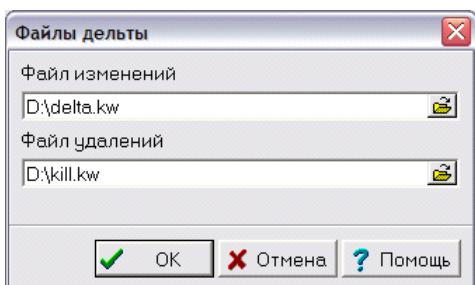 Файлы дельты
Файл изменений
D:\delta.kw
Файл удалений
D:\kill.kw
OK Отмена ? Помощь